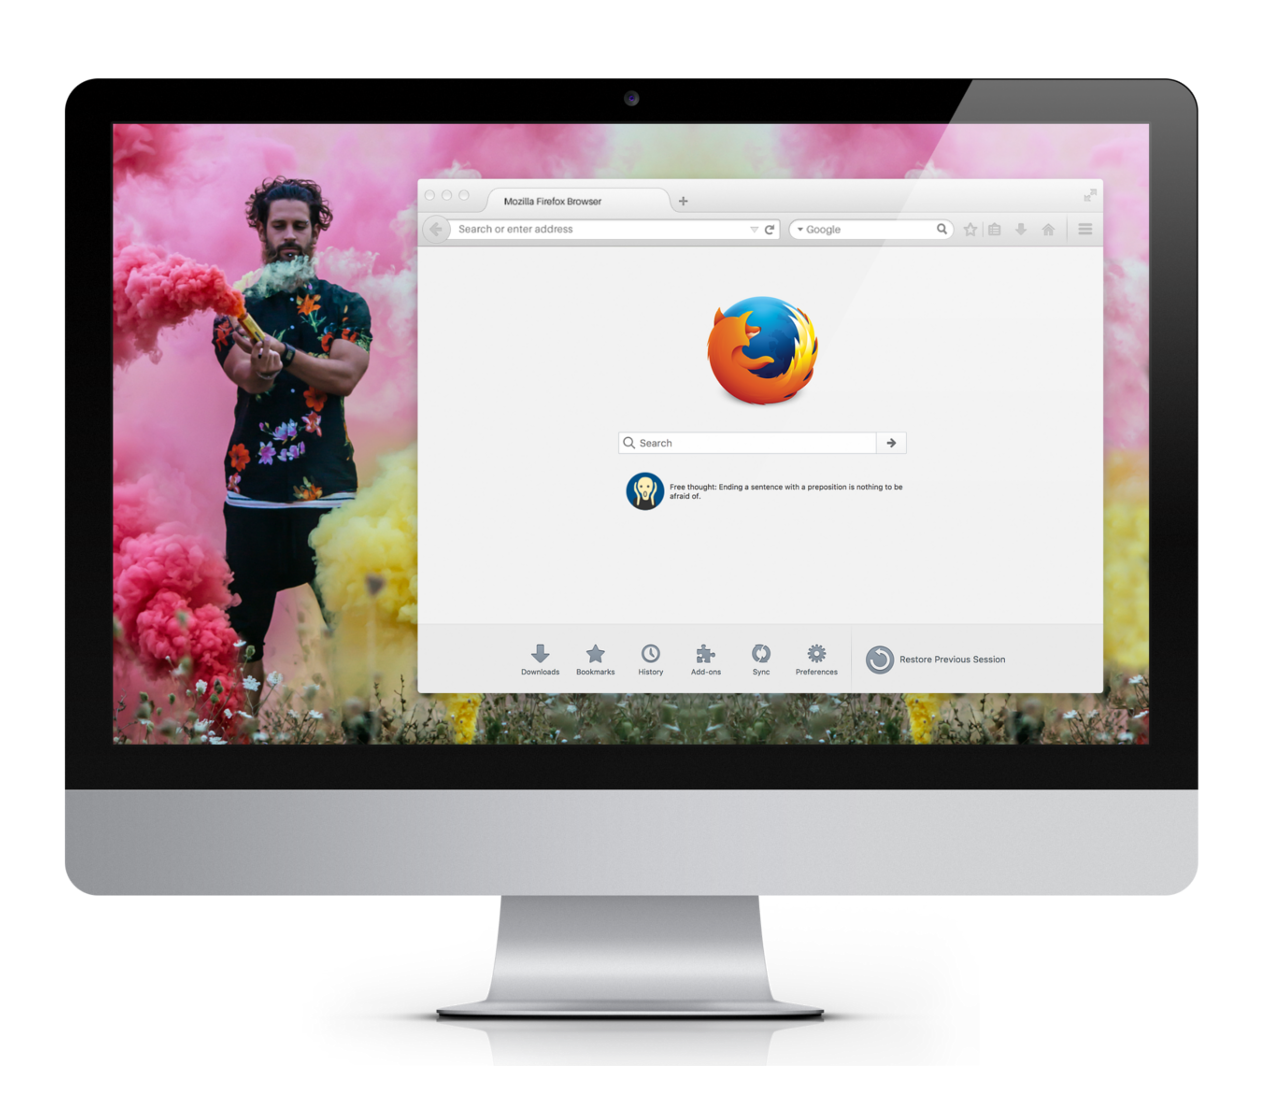 Mozilla Firefox Browser
Search or enter address
Google
Search
Free thought: Ending a sentence with a preposition is nothing to be
afraid of.
Downloads
Bookmarks
History
Add-ons
Sync
Preferences
Restore Previous Session